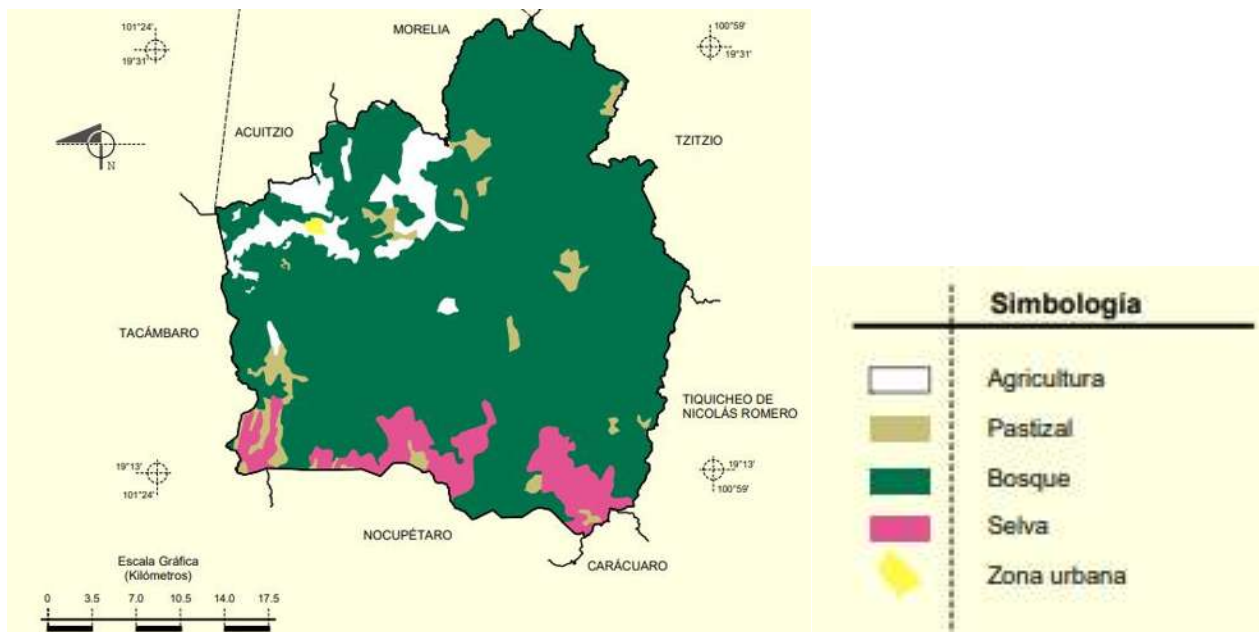 101°24'
19°31'
MORELIA
100°59'
19°31'
ACUITZIO
TZITZIO
N
TACÁMBARO
TIQUICHEO DE
NICOLÁS ROMERO
19°13'
101°24'
19°13'
100°59'
NOCUPÉTARO
CARÁCUARO
Escala Gráfica
(Kilómetros)
0 3.5 7.0 10.5 14.0 17.5
Simbología
Agricultura
Pastizal
Bosque
Selva
Zona urbana